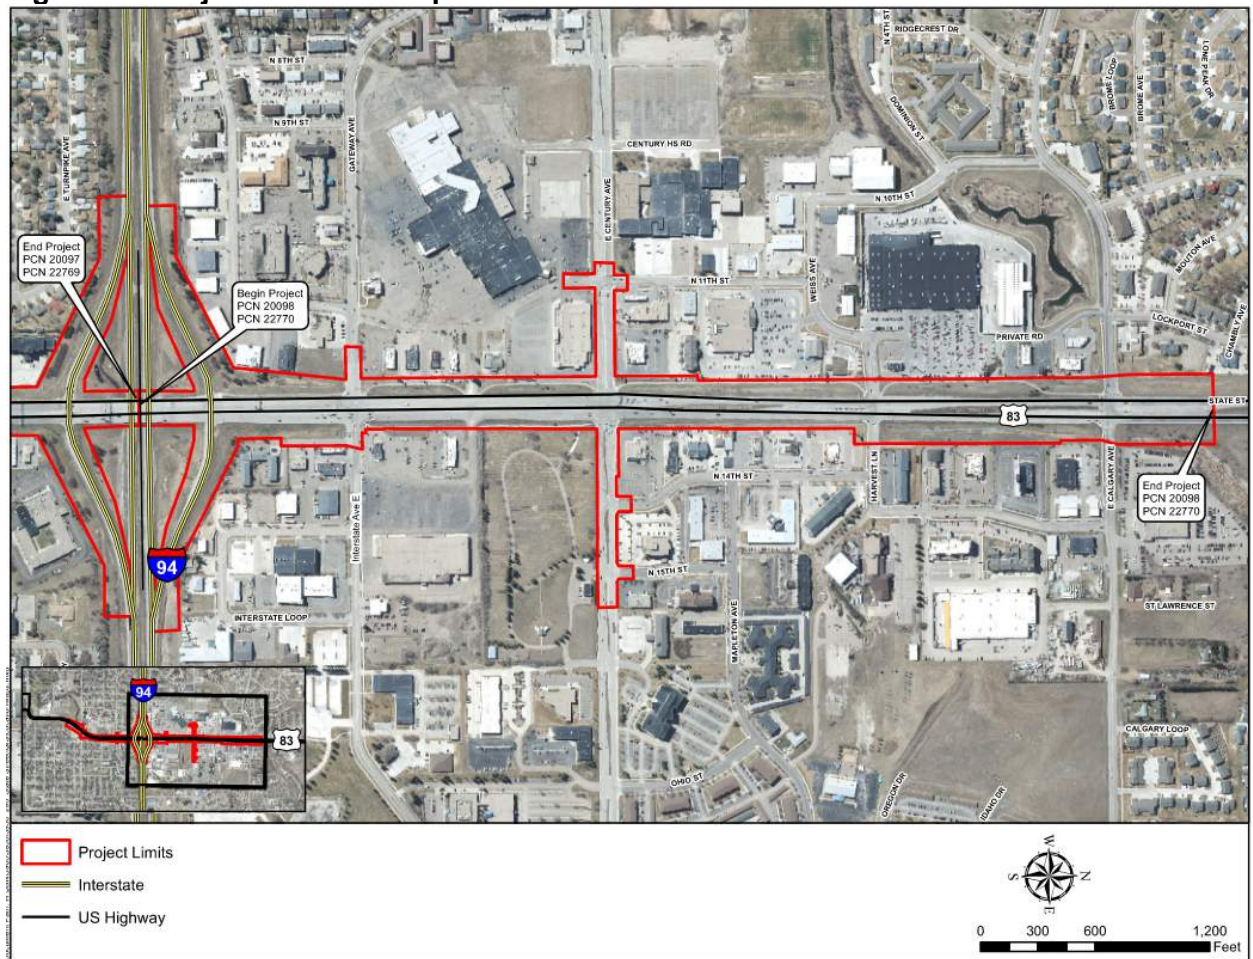 N 8TH ST
N 9TH ST
E TURNPIKE AVE
GATEWAY AVE
CENTURY HS RD
E CENTURY AVE
N 4TH ST
RIDGECREST DR
DOMINION ST
BROME LOOP
BROME AVE
LONE PEAK DR
N 10TH ST
N 11TH ST
WEISS AVE
MOUTON AVE
LOCKPORT ST
CHAMBLY AVE
PRIVATE RD
End Project
PCN 20097
PCN 22769
Begin Project
PCN 20098
PCN 22770
STATE ST
83
End Project
PCN 20098
PCN 22770
N 14TH ST
HARVEST LN
E CALGARY AVE
Interstate Ave E
94
N 15TH ST
INTERSTATE LOOP
MAPLETON AVE
ST LAWRENCE ST
CALGARY LOOP
OHIO ST
OREGON DR
IDAHO DR
94
83
Project Limits
Interstate
US Highway
W
S
N
E
0 300 600 1,200
Feet